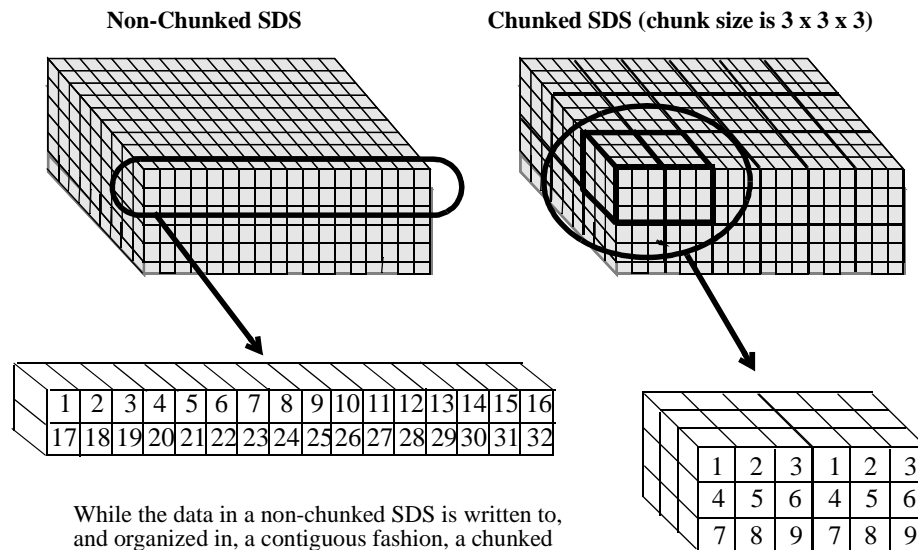 Non-Chunked SDS
Chunked SDS (chunk size is 3 x 3 x 3)
1 2 3 4 5 6 7 8 9 10 11 12 13 14 15 16
17 18 19 20 21 22 23 24 25 26 27 28 29 30 31 32
1 2 3 1 2 3
4 5 6 4 5 6
7 8 9 7 8 9
While the data in a non-chunked SDS is written to,
and organized in, a contiguous fashion, a chunked